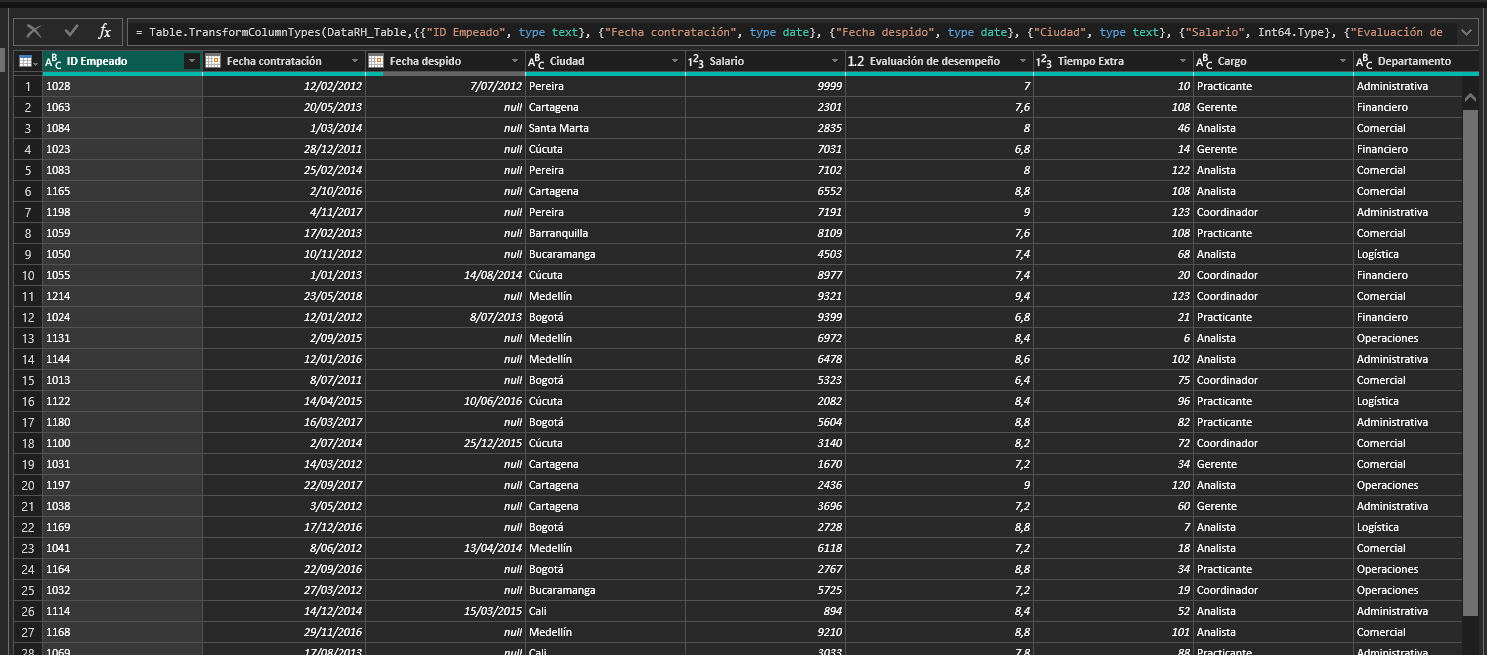 fx = Table.TransformColumnTypes(DataRH_Table,{{"ID Empeado", type text}, {"Fecha contratación", type date}, {"Fecha despido", type date}, {"Ciudad", type text}, {"Salario", Int64.Type}, {"Evaluación de
ABC ID Empeado Fecha contratación Fecha despido ABC Ciudad 123 Salario 1.2 Evaluación de desempeño 123 Tiempo Extra ABC Cargo ABC Departamento
1 1028 12/02/2012 7/07/2012 Pereira 9999 7 10 Practicante Administrativa
2 1063 20/05/2013 null Cartagena 2301 7,6 108 Gerente Financiero
3 1084 1/03/2014 null Santa Marta 2835 8 46 Analista Comercial
4 1023 28/12/2011 null Cúcuta 7031 6,8 14 Gerente Financiero
5 1083 25/02/2014 null Pereira 7102 8 122 Analista Comercial
6 1165 2/10/2016 null Cartagena 6552 8,8 108 Analista Comercial
7 1198 4/11/2017 null Pereira 7191 9 123 Coordinador Administrativa
8 1059 17/02/2013 null Barranquilla 8109 7,6 108 Practicante Comercial
9 1050 10/11/2012 null Bucaramanga 4503 7,4 68 Analista Logística
10 1055 1/01/2013 14/08/2014 Cúcuta 8977 7,4 20 Coordinador Financiero
11 1214 23/05/2018 null Medellín 9321 9,4 123 Coordinador Comercial
12 1024 12/01/2012 8/07/2013 Bogotá 9399 6,8 21 Practicante Financiero
13 1131 2/09/2015 null Medellín 6972 8,4 6 Analista Operaciones
14 1144 12/01/2016 null Medellín 6478 8,6 102 Analista Administrativa
15 1013 8/07/2011 null Bogotá 5323 6,4 75 Coordinador Comercial
16 1122 14/04/2015 10/06/2016 Cúcuta 2082 8,4 96 Practicante Logística
17 1180 16/03/2017 null Bogotá 5604 8,8 82 Practicante Administrativa
18 1100 2/07/2014 25/12/2015 Cúcuta 3140 8,2 72 Coordinador Comercial
19 1031 14/03/2012 null Cartagena 1670 7,2 34 Gerente Comercial
20 1197 22/09/2017 null Cartagena 2436 9 120 Analista Operaciones
21 1038 3/05/2012 null Cartagena 3696 7,2 60 Gerente Administrativa
22 1169 17/12/2016 null Bogotá 2728 8,8 7 Analista Logística
23 1041 8/06/2012 13/04/2014 Medellín 6118 7,2 18 Analista Comercial
24 1164 22/09/2016 null Bogotá 2767 8,8 34 Practicante Operaciones
25 1032 27/03/2012 null Bucaramanga 5725 7,2 19 Coordinador Operaciones
26 1114 14/12/2014 15/03/2015 Cali 894 8,4 52 Analista Administrativa
27 1168 29/11/2016 null Medellín 9210 8,8 101 Analista Comercial
28 1069 17/08/2013 null Cali 3033 7,8 88 Practicante Administrativa